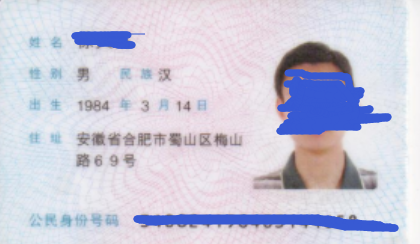 姓名
性别 男 民族 汉
出生 1984 年 3 月 14 日
住址 安徽省合肥市蜀山区梅山
路69号
公民身份号码